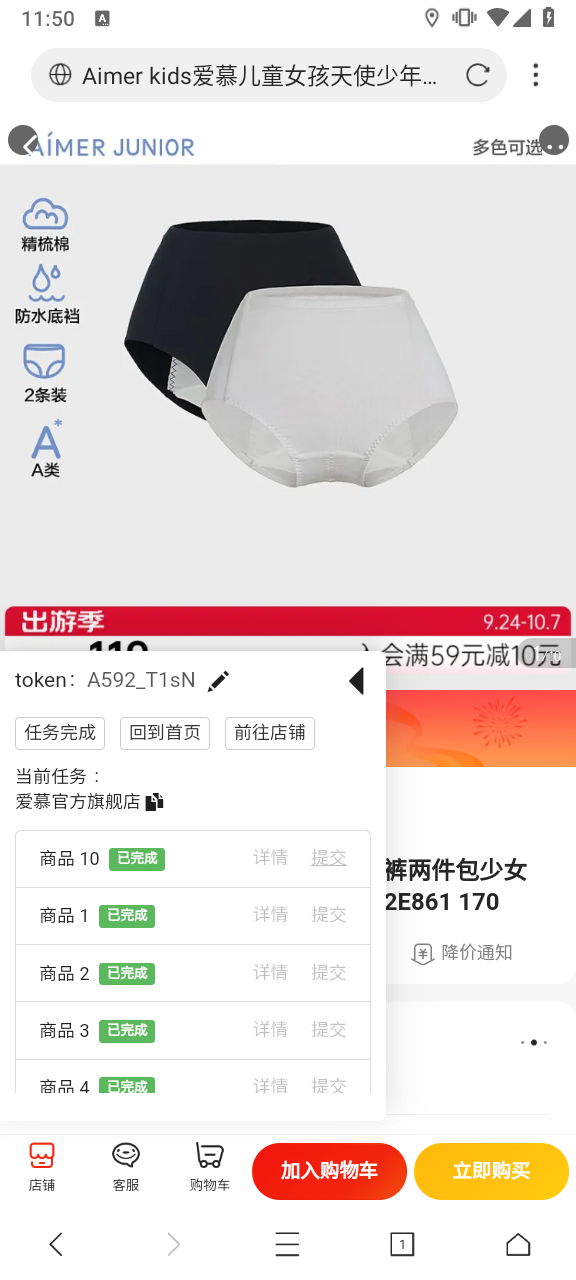 11:50
Aimer kids爱慕儿童女孩天使少年...
AÍMER JUNIOR
多色可选
精梳棉
防水底裆
2条装
A*
A类
出游季
9.24-10.7
会满59元减10元
token： A592_T1sN
任务完成
回到首页
前往店铺
当前任务：
爱慕官方旗舰店
商品 10 已完成 详情 提交
商品 1 已完成 详情 提交
商品 2 已完成 详情 提交
商品 3 已完成 详情 提交
商品 4 已完成 详情 提交
裤两件包少女
2E861 170
降价通知
店铺
客服
购物车
加入购物车
立即购买
1